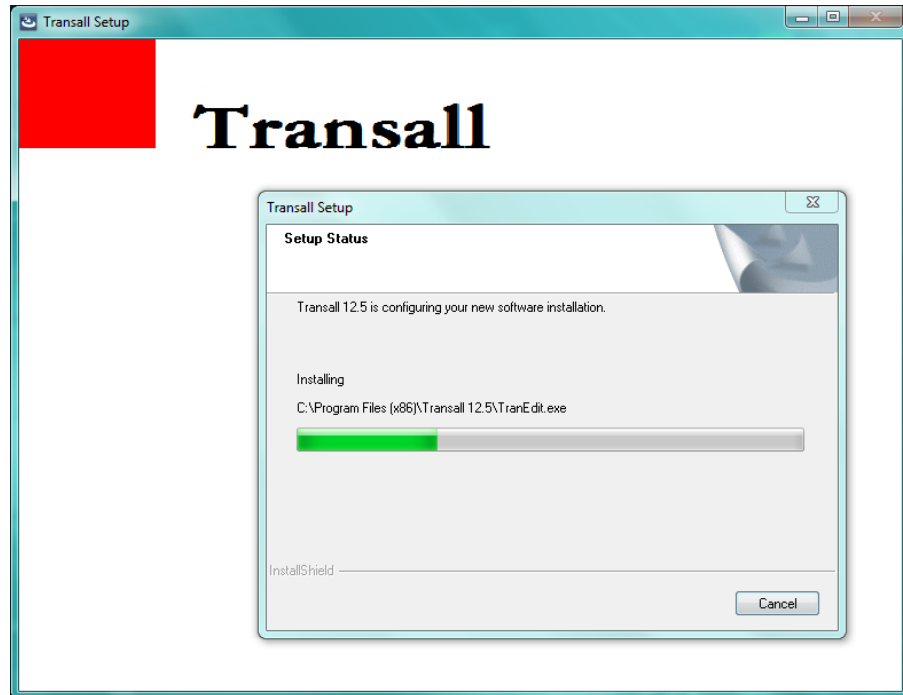 Transall Setup
Transall
Transall Setup
Setup Status
Transall 12.5 is configuring your new software installation.
Installing
C:\Program Files (x86)\Transall 12.5\TranEdit.exe
InstallShield
Cancel